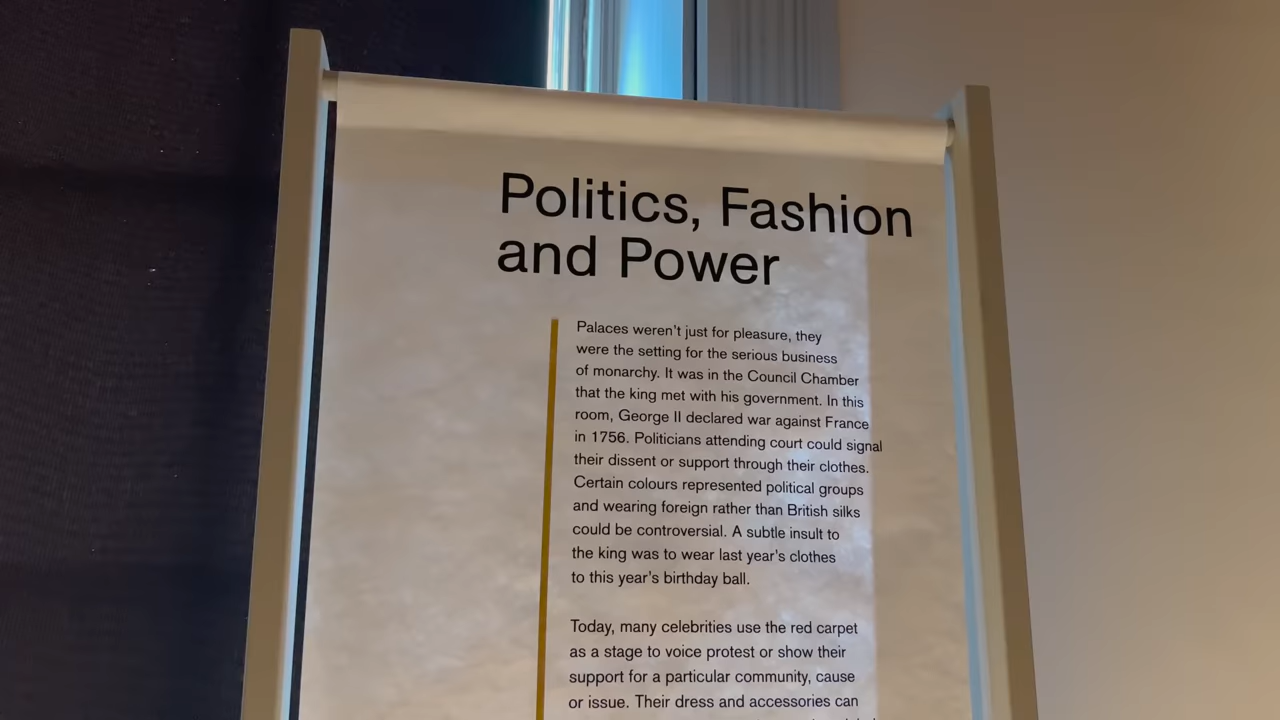 Politics, Fashion
and Power
Palaces weren't just for pleasure, they
were the setting for the serious business
of monarchy. It was in the Council Chamber
that the king met with his government. In this
room, George II declared war against France
in 1756. Politicians attending court could signal
their dissent or support through their clothes.
Certain colours represented political groups
and wearing foreign rather than British silks
could be controversial. A subtle insult to
the king was to wear last year's clothes
to this year's birthday ball.
Today, many celebrities use the red carpet
as a stage to voice protest or show their
support for a particular community, cause
or issue. Their dress and accessories can